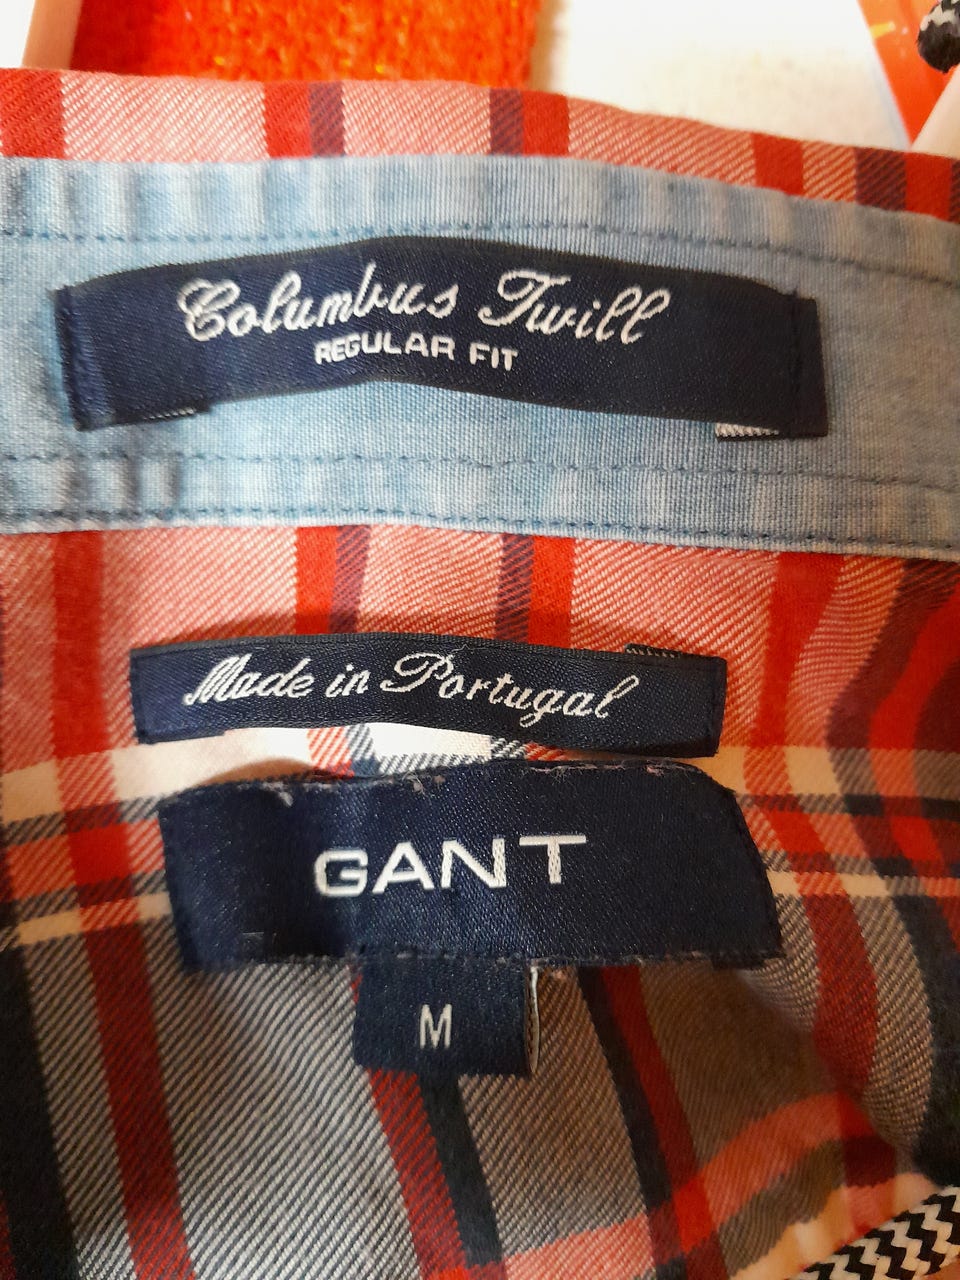 Columbus Twill
REGULAR FIT
Made in Portugal
GANT
M